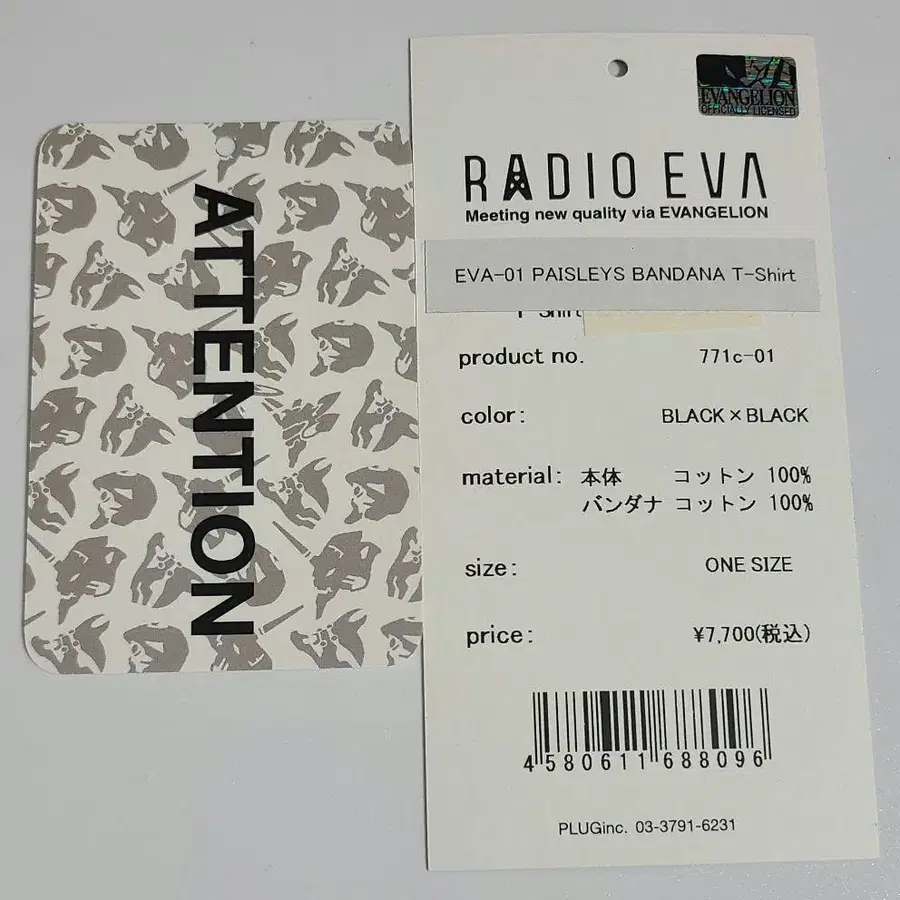 ATTENTION
EVANGELION
OFFICIALLY LICENSED
RADIO EVA
Meeting new quality via EVANGELION
EVA-01 PAISLEYS BANDANA T-Shirt
T-Shirt
product no. 771c-01
color: BLACK×BLACK
material: 本体 コットン 100%
バンダナ コットン 100%
size: ONE SIZE
price: ¥7,700(税込)
4580611688096
PLUGinc. 03-3791-6231